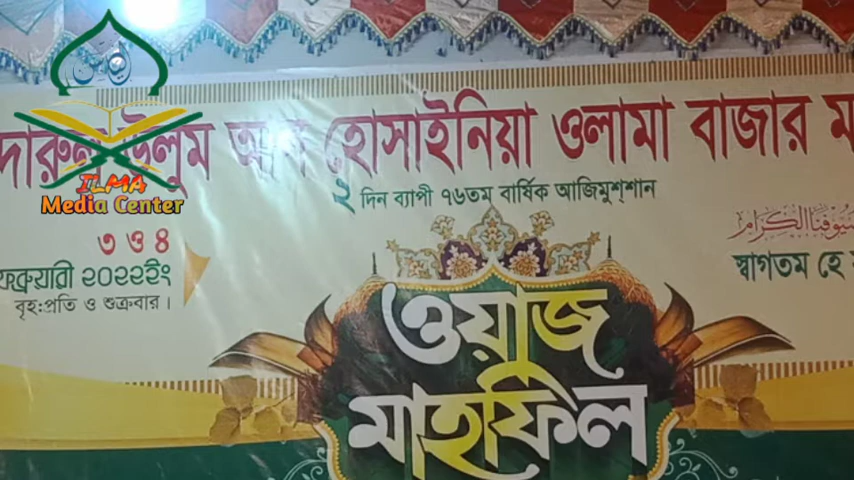 দারুল উলুম আল হোসাইনিয়া ওলামা বাজার
২ দিন ব্যাপী ৭৬তম বার্ষিক আজিমুশ্শান
ILMA
Media Center
৩ ও ৪
ফেব্রুয়ারী ২০২২ইং
বৃহ:প্রতি ও শুক্রবার।
স্বাগতম হে
ওয়াজ
মাহফিল